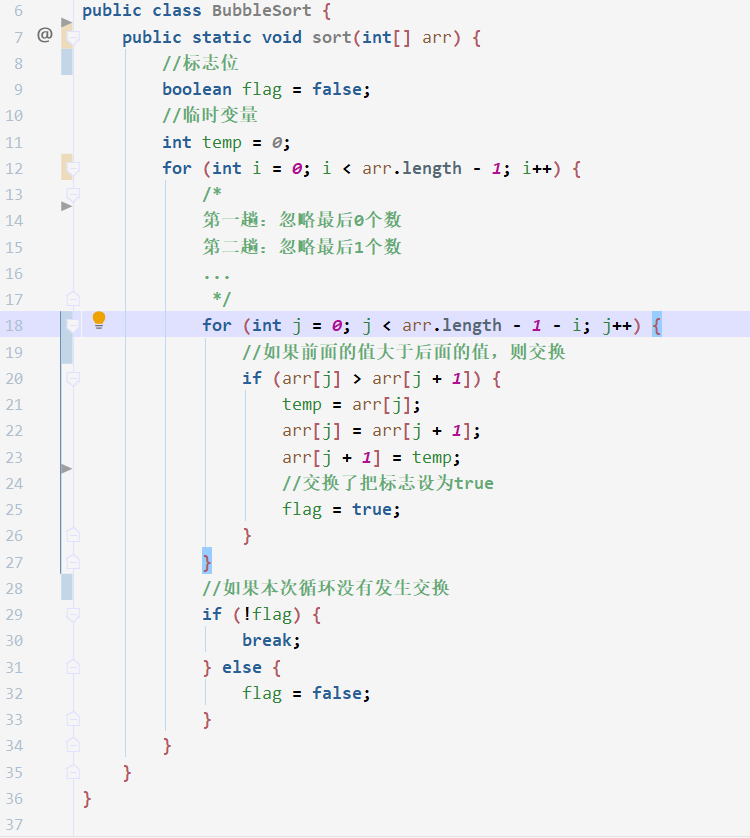 6 public class BubbleSort {
7 @ public static void sort(int[] arr) {
8 //标志位
9 boolean flag = false;
10 //临时变量
11 int temp = 0;
12 for (int i = 0; i < arr.length - 1; i++) {
13 /*
14 第一趟：忽略最后0个数
15 第二趟：忽略最后1个数
16 ...
17 */
18 for (int j = 0; j < arr.length - 1 - i; j++) {
19 //如果前面的值大于后面的值，则交换
20 if (arr[j] > arr[j + 1]) {
21 temp = arr[j];
22 arr[j] = arr[j + 1];
23 arr[j + 1] = temp;
24 //交换了把标志设为true
25 flag = true;
26 }
27 }
28 //如果本次循环没有发生交换
29 if (!flag) {
30 break;
31 } else {
32 flag = false;
33 }
34 }
35 }
36 }
37